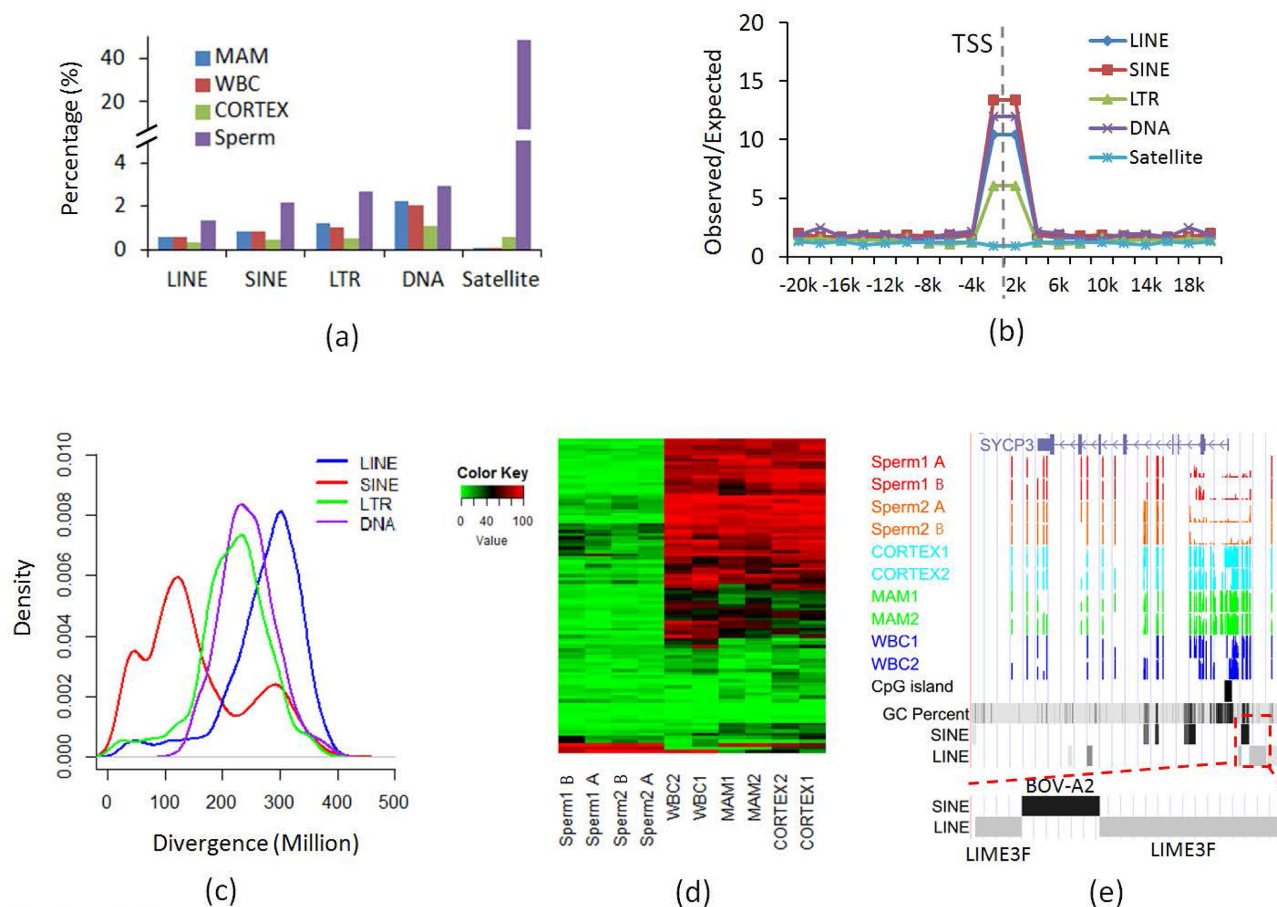 Percentage (%)
40
20
4
2
0
MAM
WBC
CORTEX
Sperm
LINE SINE LTR DNA Satellite
(a)
Observed/Expected
20
15
10
5
0
TSS
LINE
SINE
LTR
DNA
Satellite
-20k -16k -12k -8k -4k 2k 6k 10k 14k 18k
(b)
Density
0.010
0.008
0.006
0.004
0.002
0.000
LINE
SINE
LTR
DNA
0 100 200 300 400 500
Divergence (Million)
(c)
Color Key
0 40 100
Value
Sperm1 B
Sperm1 A
Sperm2 B
Sperm2 A
WBC2
WBC1
MAM1
MAM2
CORTEX2
CORTEX1
(d)
SYCP3
Sperm1 A
Sperm1 B
Sperm2 A
Sperm2 B
CORTEX1
CORTEX2
MAM1
MAM2
WBC1
WBC2
CpG island
GC Percent
SINE
LINE
BOV-A2
SINE
LINE
LIME3F LIME3F
(e)